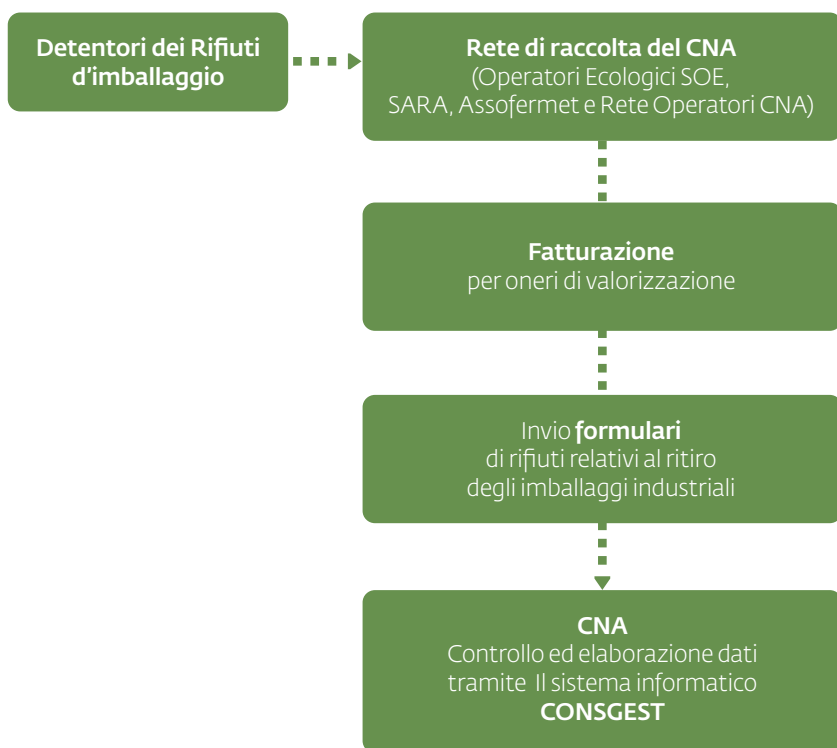 Detentori dei Rifiuti
d'imballaggio
Rete di raccolta del CNA
(Operatori Ecologici SOE,
SARA, Assofermet e Rete Operatori CNA)
Fatturazione
per oneri di valorizzazione
Invio formulari
di rifiuti relativi al ritiro
degli imballaggi industriali
CNA
Controllo ed elaborazione dati
tramite Il sistema informatico
CONSGEST